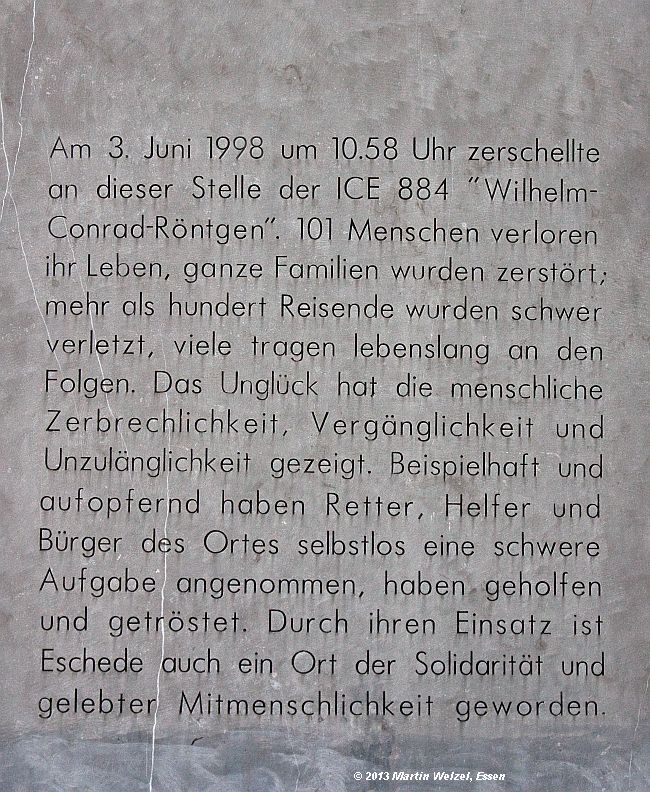 Am 3. Juni 1998 um 10.58 Uhr zerschellte
an dieser Stelle der ICE 884 "Wilhelm-
Conrad-Röntgen". 101 Menschen verloren
ihr Leben, ganze Familien wurden zerstört;
mehr als hundert Reisende wurden schwer
verletzt, viele tragen lebenslang an den
Folgen. Das Unglück hat die menschliche
Zerbrechlichkeit, Vergänglichkeit und
Unzulänglichkeit gezeigt. Beispielhaft und
aufopfernd haben Retter, Helfer und
Bürger des Ortes selbstlos eine schwere
Aufgabe angenommen, haben geholfen
und getröstet. Durch ihren Einsatz ist
Eschede auch ein Ort der Solidarität und
gelebter Mitmenschlichkeit geworden.
© 2013 Martin Welzel, Essen